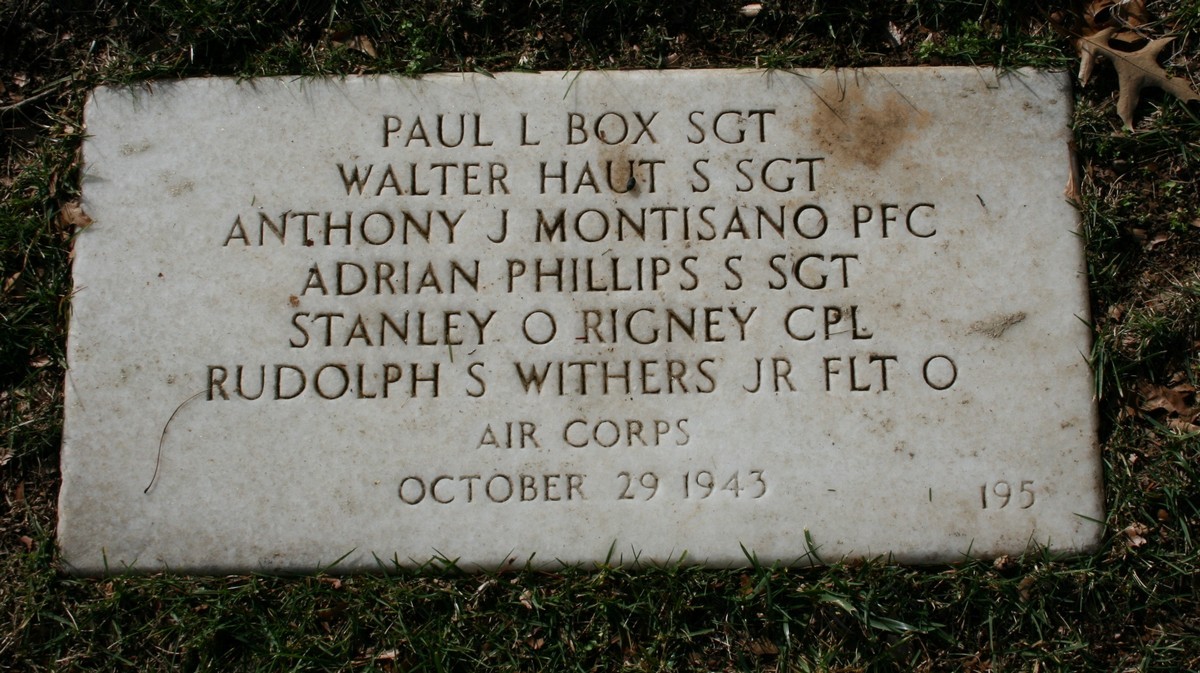 PAUL L BOX SGT
WALTER HAUT S SGT
ANTHONY J MONTISANO PFC
ADRIAN PHILLIPS S SGT
STANLEY O RIGNEY CPL
RUDOLPH S WITHERS JR FLT O
AIR CORPS
OCTOBER 29 1943 195